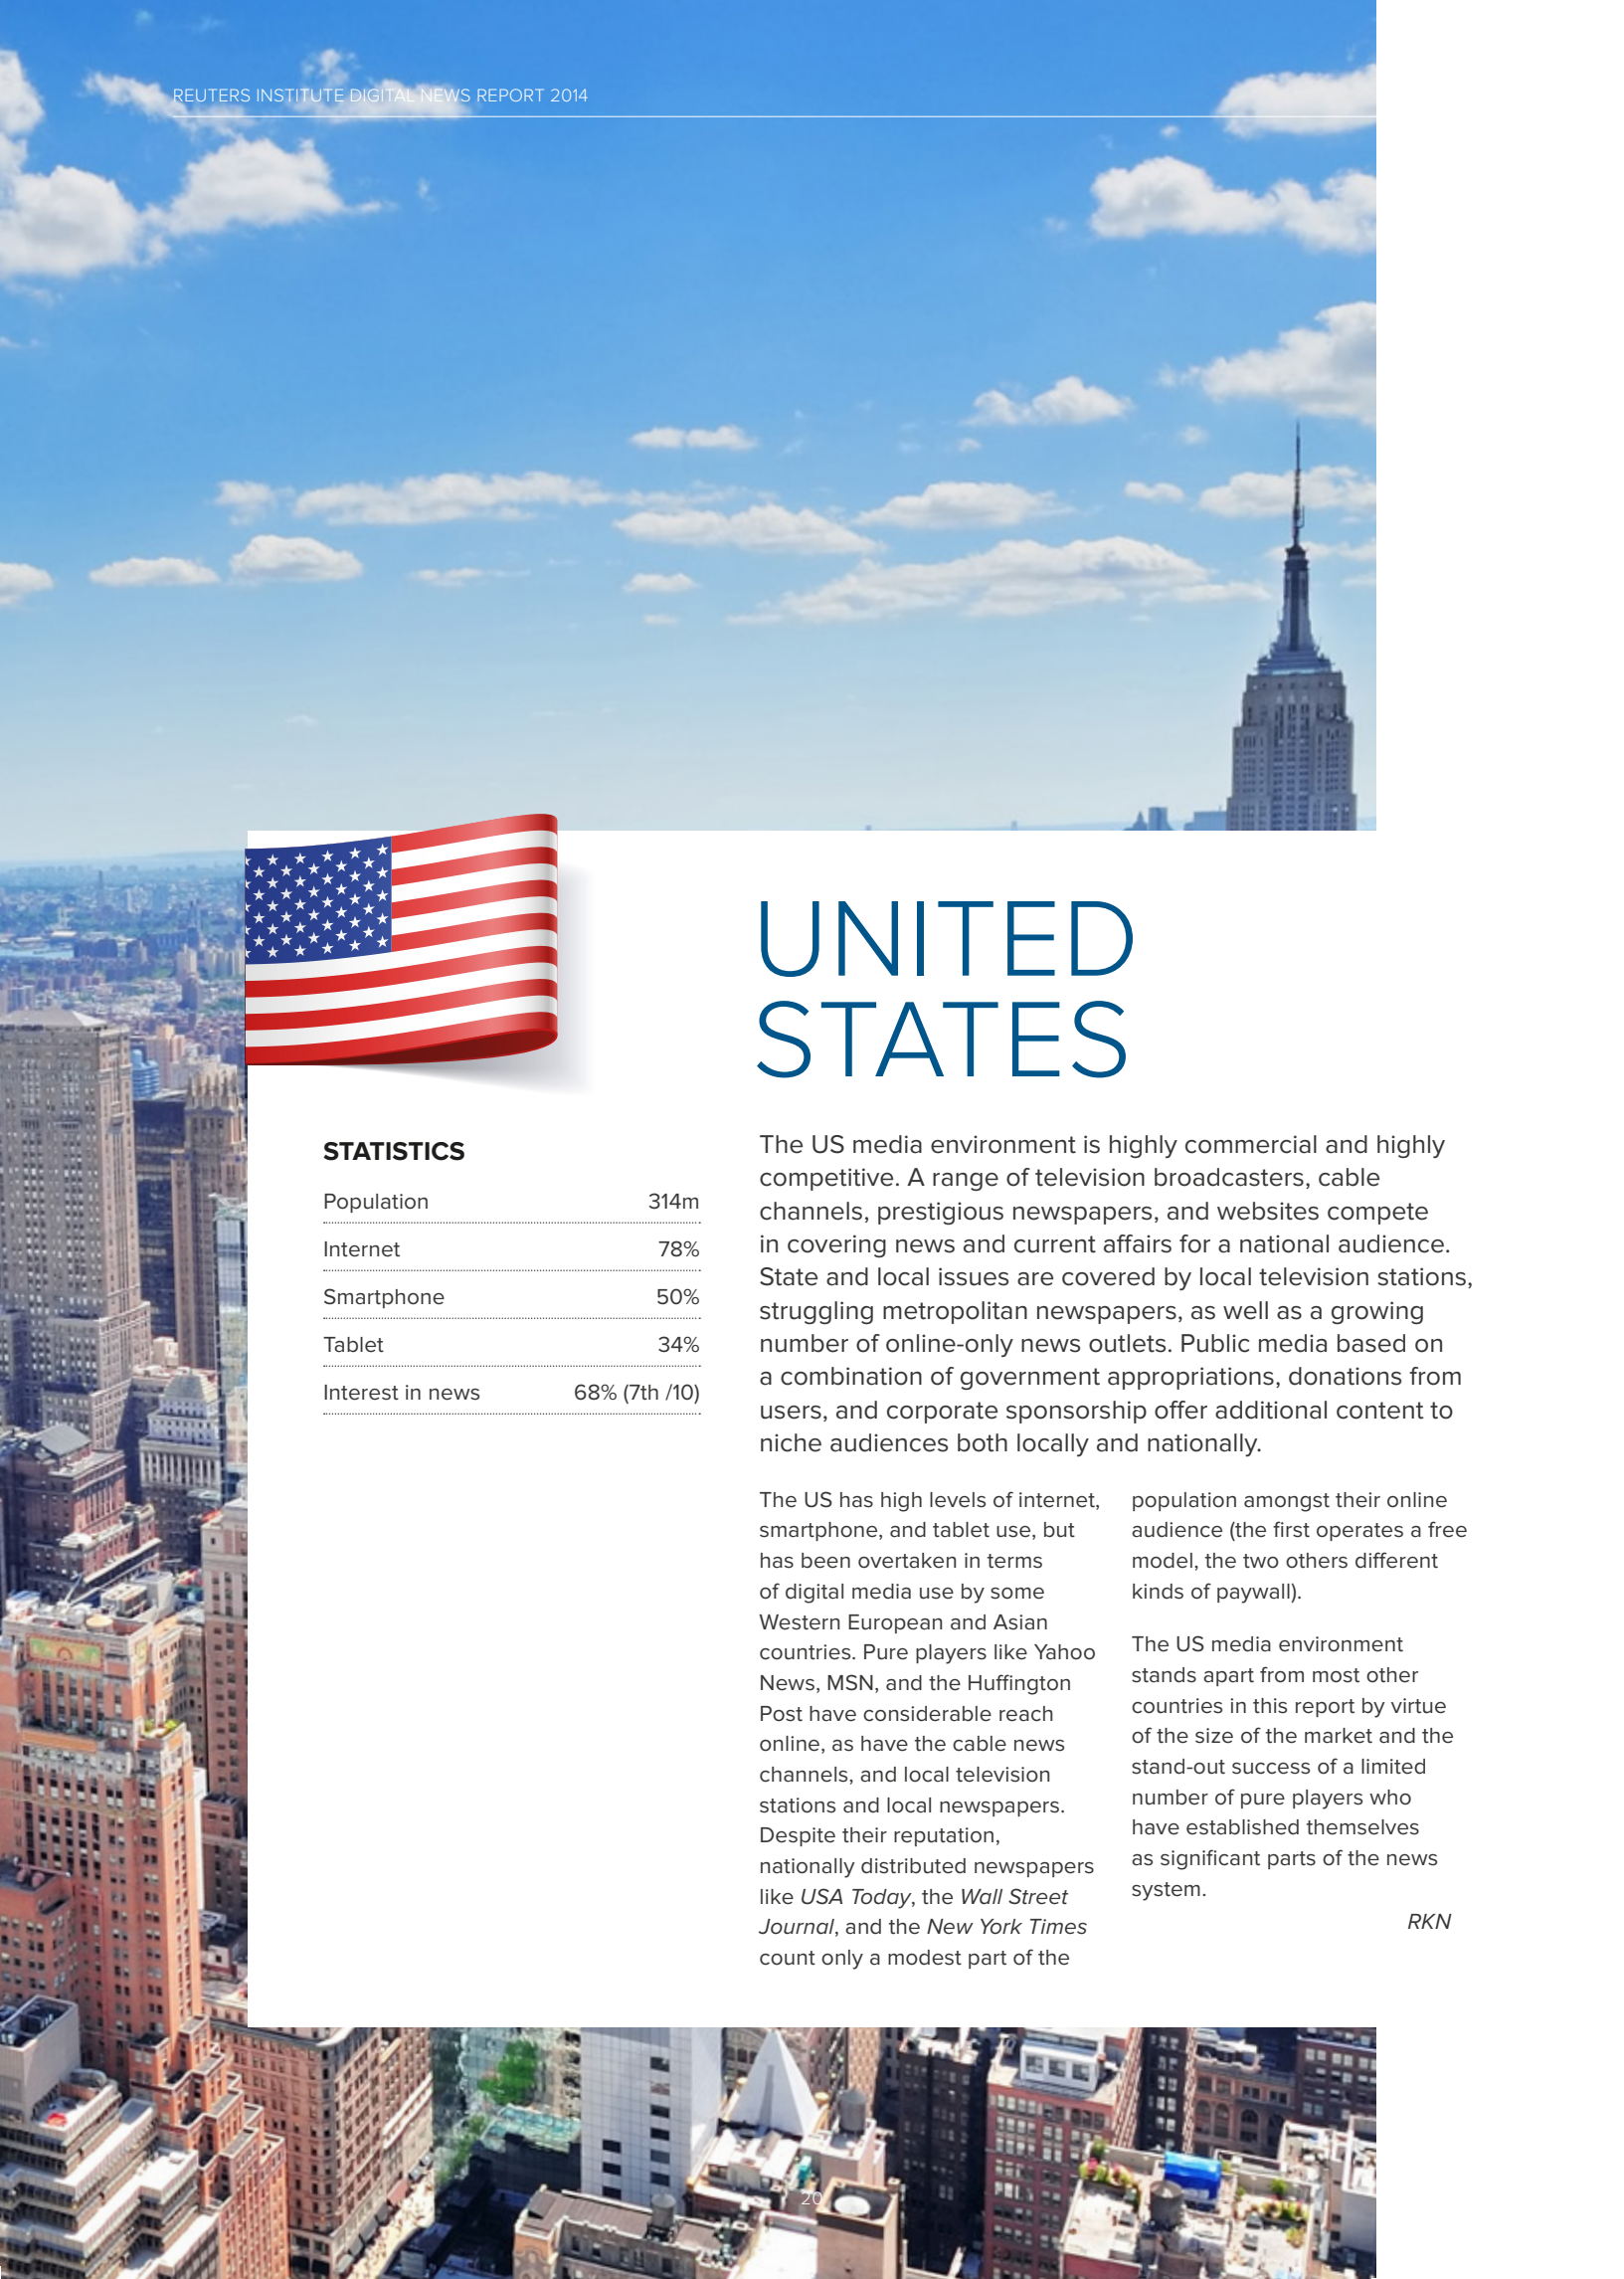 REUTERS INSTITUTE DIGITAL NEWS REPORT 2014
UNITED
STATES
STATISTICS
Population 314m
Internet 78%
Smartphone 50%
Tablet 34%
Interest in news 68% (7th /10)
The US media environment is highly commercial and highly
competitive. A range of television broadcasters, cable
channels, prestigious newspapers, and websites compete
in covering news and current affairs for a national audience.
State and local issues are covered by local television stations,
struggling metropolitan newspapers, as well as a growing
number of online-only news outlets. Public media based on
a combination of government appropriations, donations from
users, and corporate sponsorship offer additional content to
niche audiences both locally and nationally.
The US has high levels of internet,
smartphone, and tablet use, but
has been overtaken in terms
of digital media use by some
Western European and Asian
countries. Pure players like Yahoo
News, MSN, and the Huffington
Post have considerable reach
online, as have the cable news
channels, and local television
stations and local newspapers.
Despite their reputation,
nationally distributed newspapers
like USA Today, the Wall Street
Journal, and the New York Times
count only a modest part of the
population amongst their online
audience (the first operates a free
model, the two others different
kinds of paywall).
The US media environment
stands apart from most other
countries in this report by virtue
of the size of the market and the
stand-out success of a limited
number of pure players who
have established themselves
as significant parts of the news
system.
RKN
20